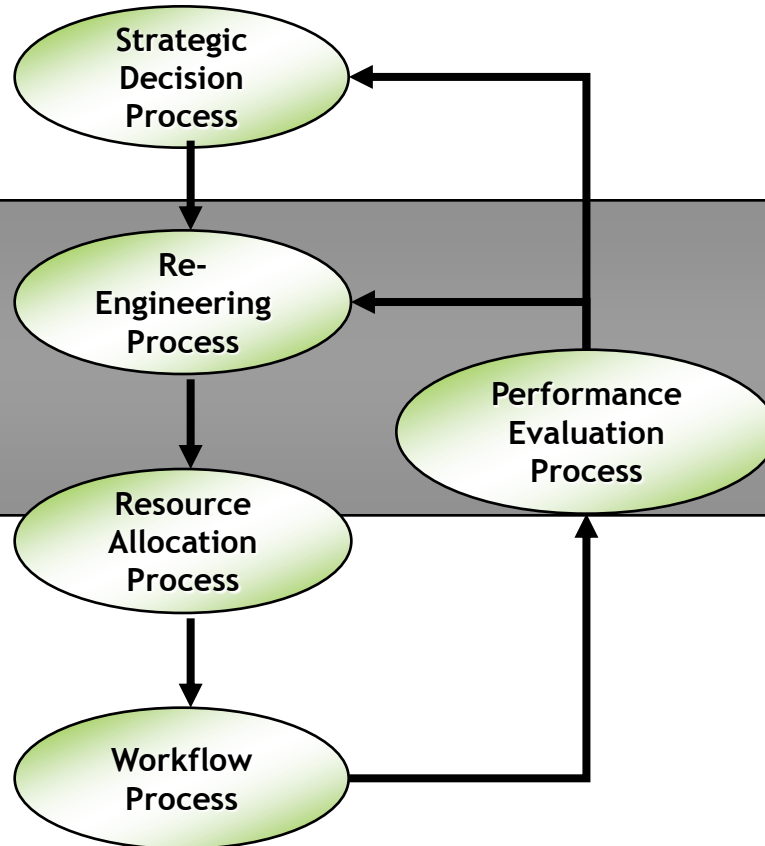 Strategic
Decision
Process
Re-
Engineering
Process
Performance
Evaluation
Process
Resource
Allocation
Process
Workflow
Process